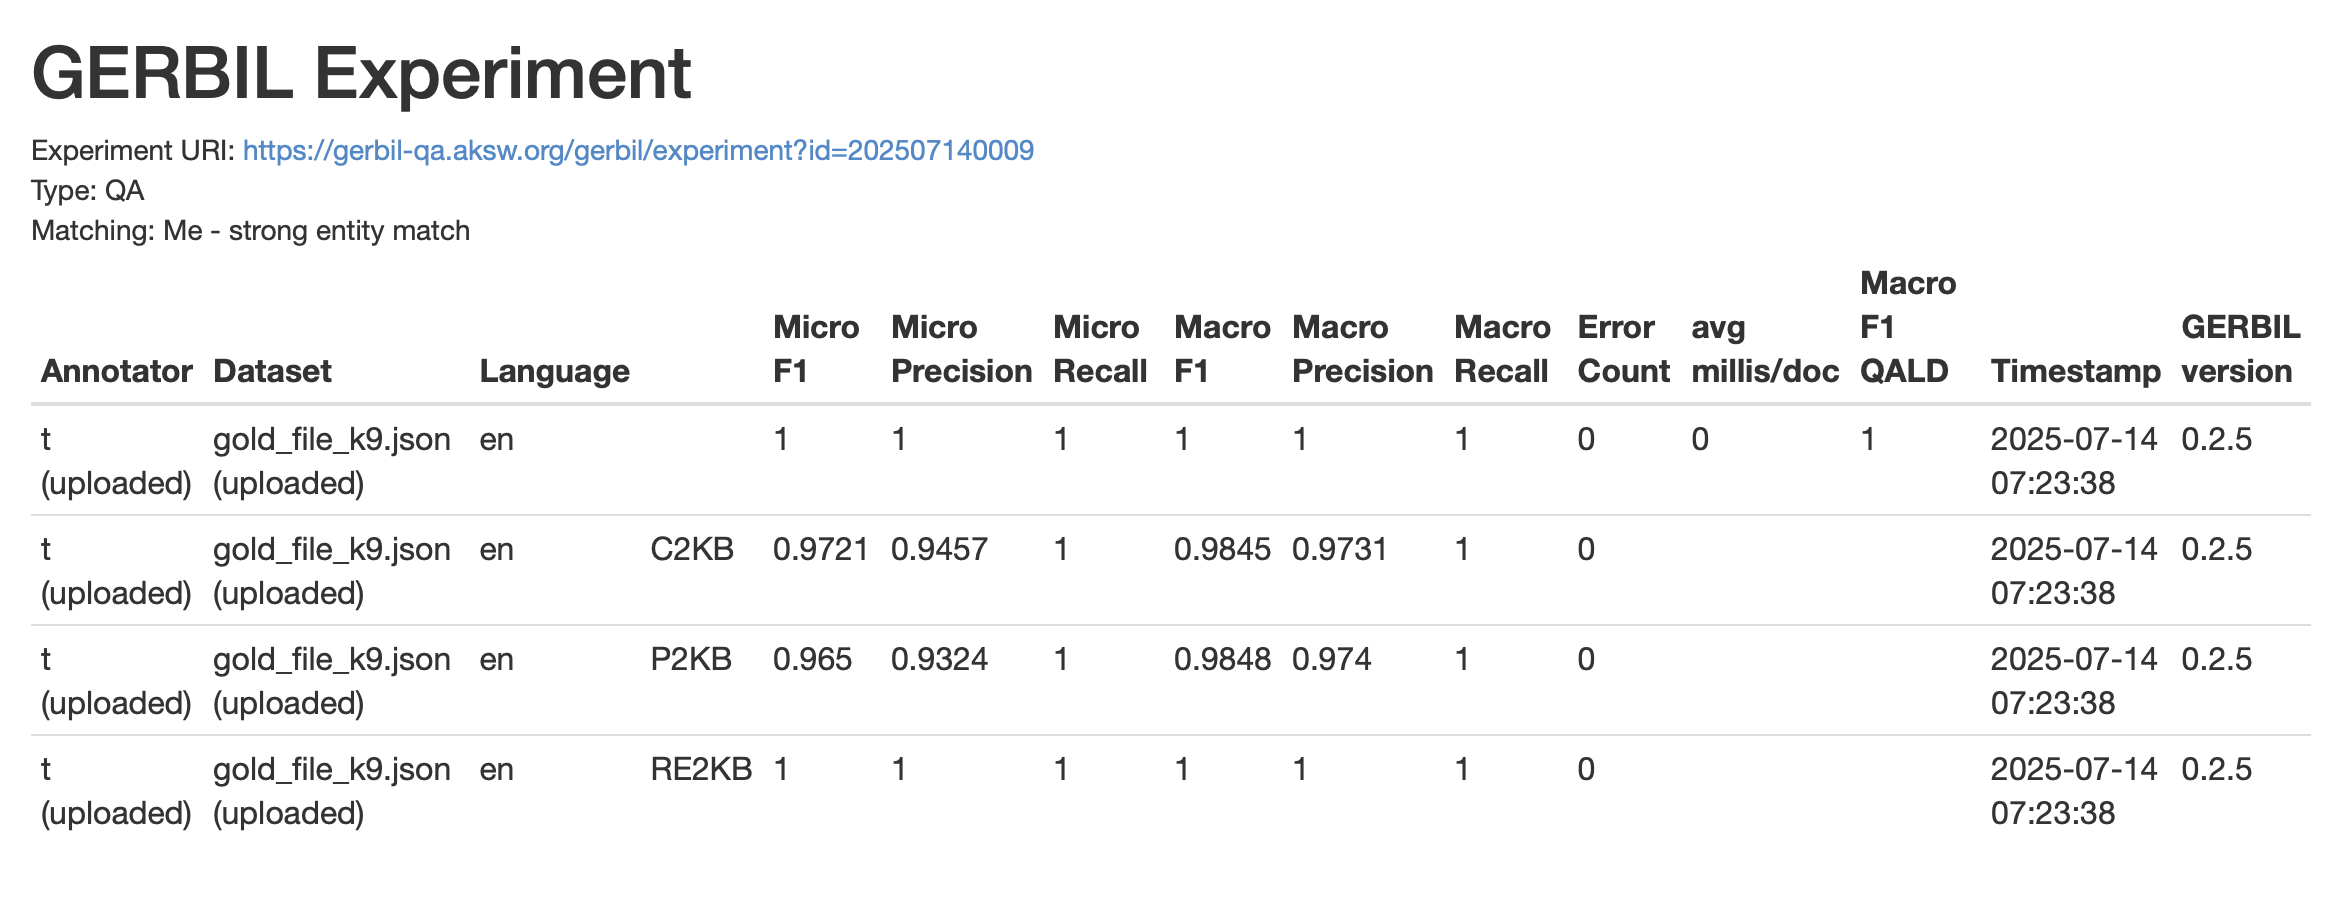 GERBIL Experiment
Experiment URI: https://gerbil-qa.aksw.org/gerbil/experiment?id=202507140009
Type: QA
Matching: Me - strong entity match
Annotator Dataset Language Micro F1 Micro Precision Micro Recall Macro F1 Macro Precision Macro Recall Error Count avg millis/doc Macro F1 QALD Timestamp GERBIL version
t gold_file_k9.json en 1 1 1 1 1 1 0 0 1 2025-07-14 0.2.5
(uploaded) (uploaded) 07:23:38
t gold_file_k9.json en C2KB 0.9721 0.9457 1 0.9845 0.9731 1 0 2025-07-14 0.2.5
(uploaded) (uploaded) 07:23:38
t gold_file_k9.json en P2KB 0.965 0.9324 1 0.9848 0.974 1 0 2025-07-14 0.2.5
(uploaded) (uploaded) 07:23:38
t gold_file_k9.json en RE2KB 1 1 1 1 1 1 0 2025-07-14 0.2.5
(uploaded) (uploaded) 07:23:38